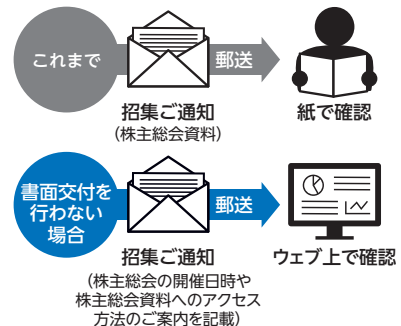 これまで
郵送
招集ご通知
(株主総会資料)
紙で確認
書面交付を
行わない
場合
郵送
招集ご通知
(株主総会の開催日時や
株主総会資料へのアクセス
方法のご案内を記載)
ウェブ上で確認